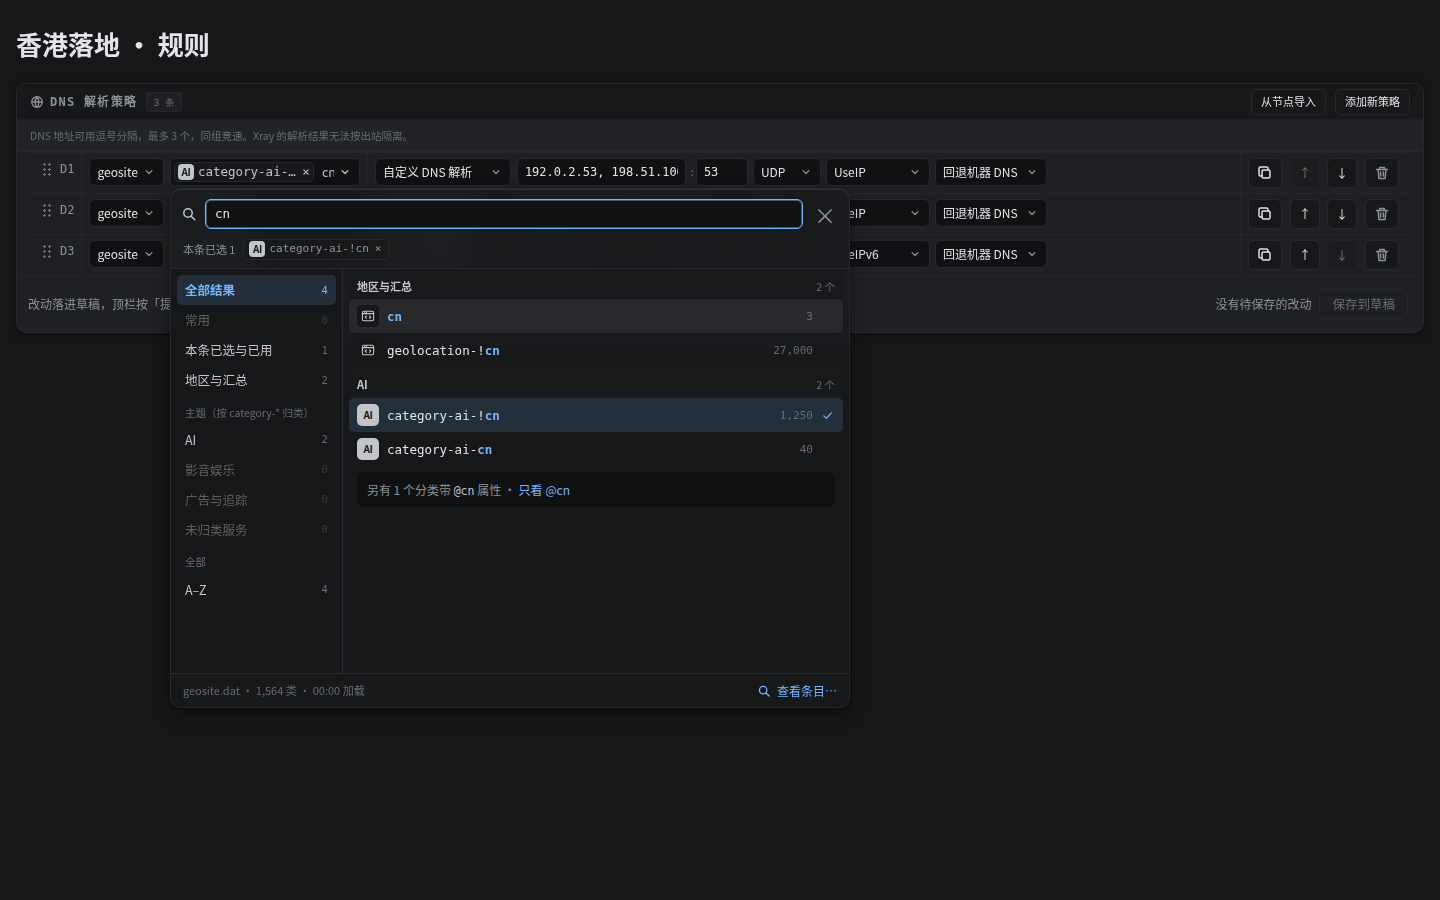 香港落地 · 规则
DNS 解析策略 3 条 从节点导入 添加新策略
DNS 地址可用逗号分隔，最多 3 个，同组竞速。Xray 的解析结果无法按出站隔离。
D1 geosite AI category-ai-… × cn 自定义 DNS 解析 192.0.2.53, 198.51.10 : 53 UDP UseIP 回退机器 DNS
D2 geosite eIP 回退机器 DNS
D3 geosite eIPv6 回退机器 DNS
改动落进草稿，顶栏按「提 没有待保存的改动 保存到草稿
cn
本条已选 1 AI category-ai-!cn ×
全部结果 4
常用 0
本条已选与已用 1
地区与汇总 2
主题（按 category-* 归类）
AI 2
影音娱乐 0
广告与追踪 0
未归类服务 0
全部
A–Z 4
地区与汇总 2 个
cn 3
geolocation-!cn 27,000
AI 2 个
AI category-ai-!cn 1,250
AI category-ai-cn 40
另有 1 个分类带 @cn 属性 · 只看 @cn
geosite.dat · 1,564 类 · 00:00 加载 查看条目…